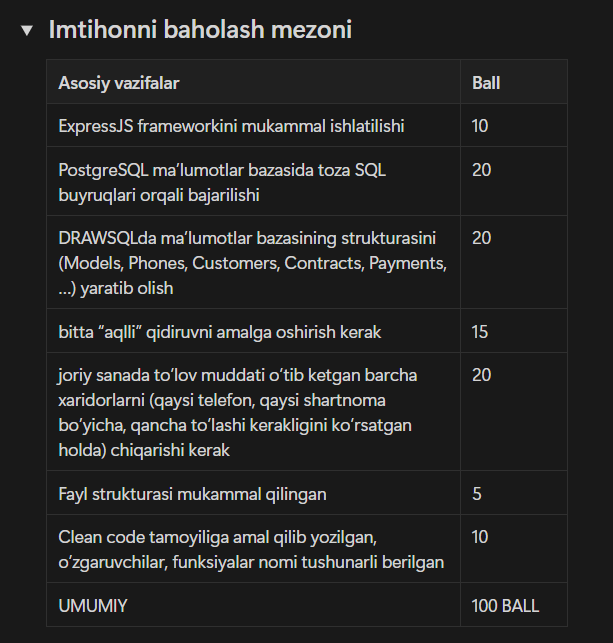 Imtihonni baholash mezoni
Asosiy vazifalar Ball
ExpressJS frameworkini mukammal ishlatilishi 10
PostgreSQL ma’lumotlar bazasida toza SQL 20
buyruqlari orqali bajarilishi
DRAWSQLda ma’lumotlar bazasining strukturasini 20
(Models, Phones, Customers, Contracts, Payments,
...) yaratib olish
bitta “aqlli” qidiruvni amalga oshirish kerak 15
joriy sanada to’lov muddati o’tib ketgan barcha 20
xaridorlarni (qaysi telefon, qaysi shartnoma
bo’yicha, qancha to’lashi kerakligini ko’rsatgan
holda) chiqarishi kerak
Fayl strukturasi mukammal qilingan 5
Clean code tamoyiliga amal qilib yozilgan, 10
o’zgaruvchilar, funksiyalar nomi tushunarli berilgan
UMUMIY 100 BALL